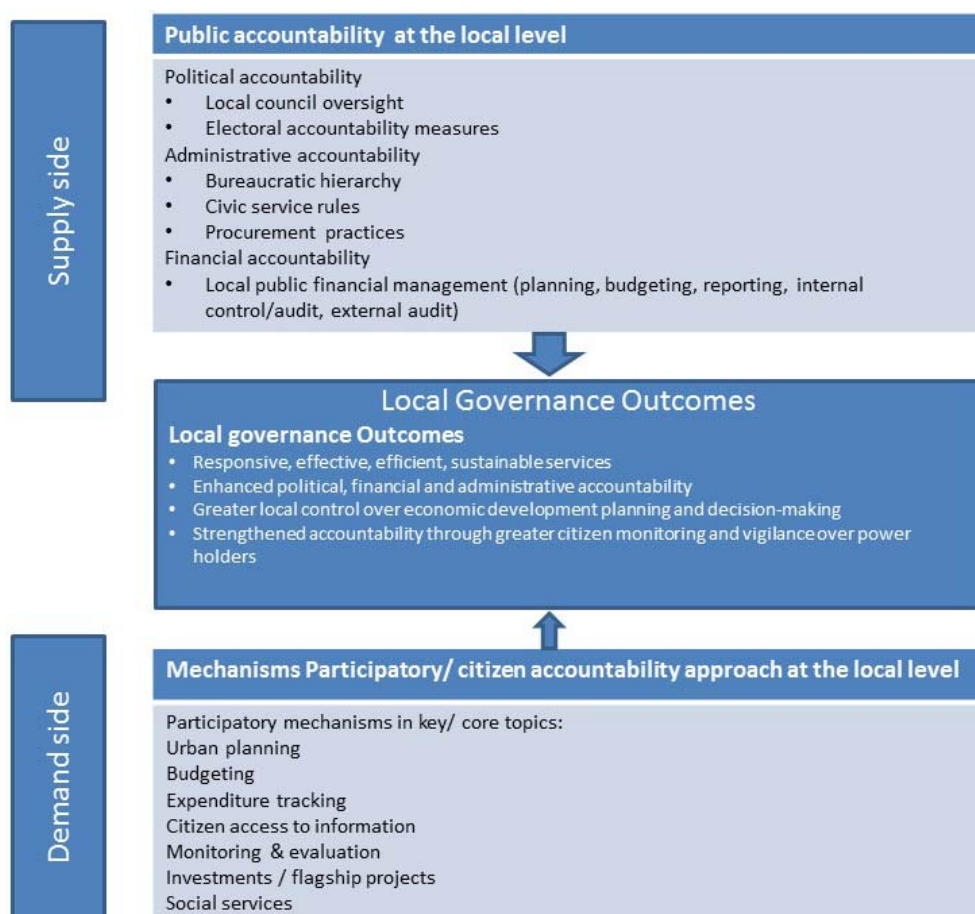 Supply side
Public accountability at the local level
Political accountability
• Local council oversight
• Electoral accountability measures
Administrative accountability
• Bureaucratic hierarchy
• Civic service rules
• Procurement practices
Financial accountability
• Local public financial management (planning, budgeting, reporting, internal
control/audit, external audit)
Local Governance Outcomes
Local governance Outcomes
• Responsive, effective, efficient, sustainable services
• Enhanced political, financial and administrative accountability
• Greater local control over economic development planning and decision-making
• Strengthened accountability through greater citizen monitoring and vigilance over power
holders
Demand side
Mechanisms Participatory/ citizen accountability approach at the local level
Participatory mechanisms in key/ core topics:
Urban planning
Budgeting
Expenditure tracking
Citizen access to information
Monitoring & evaluation
Investments / flagship projects
Social services